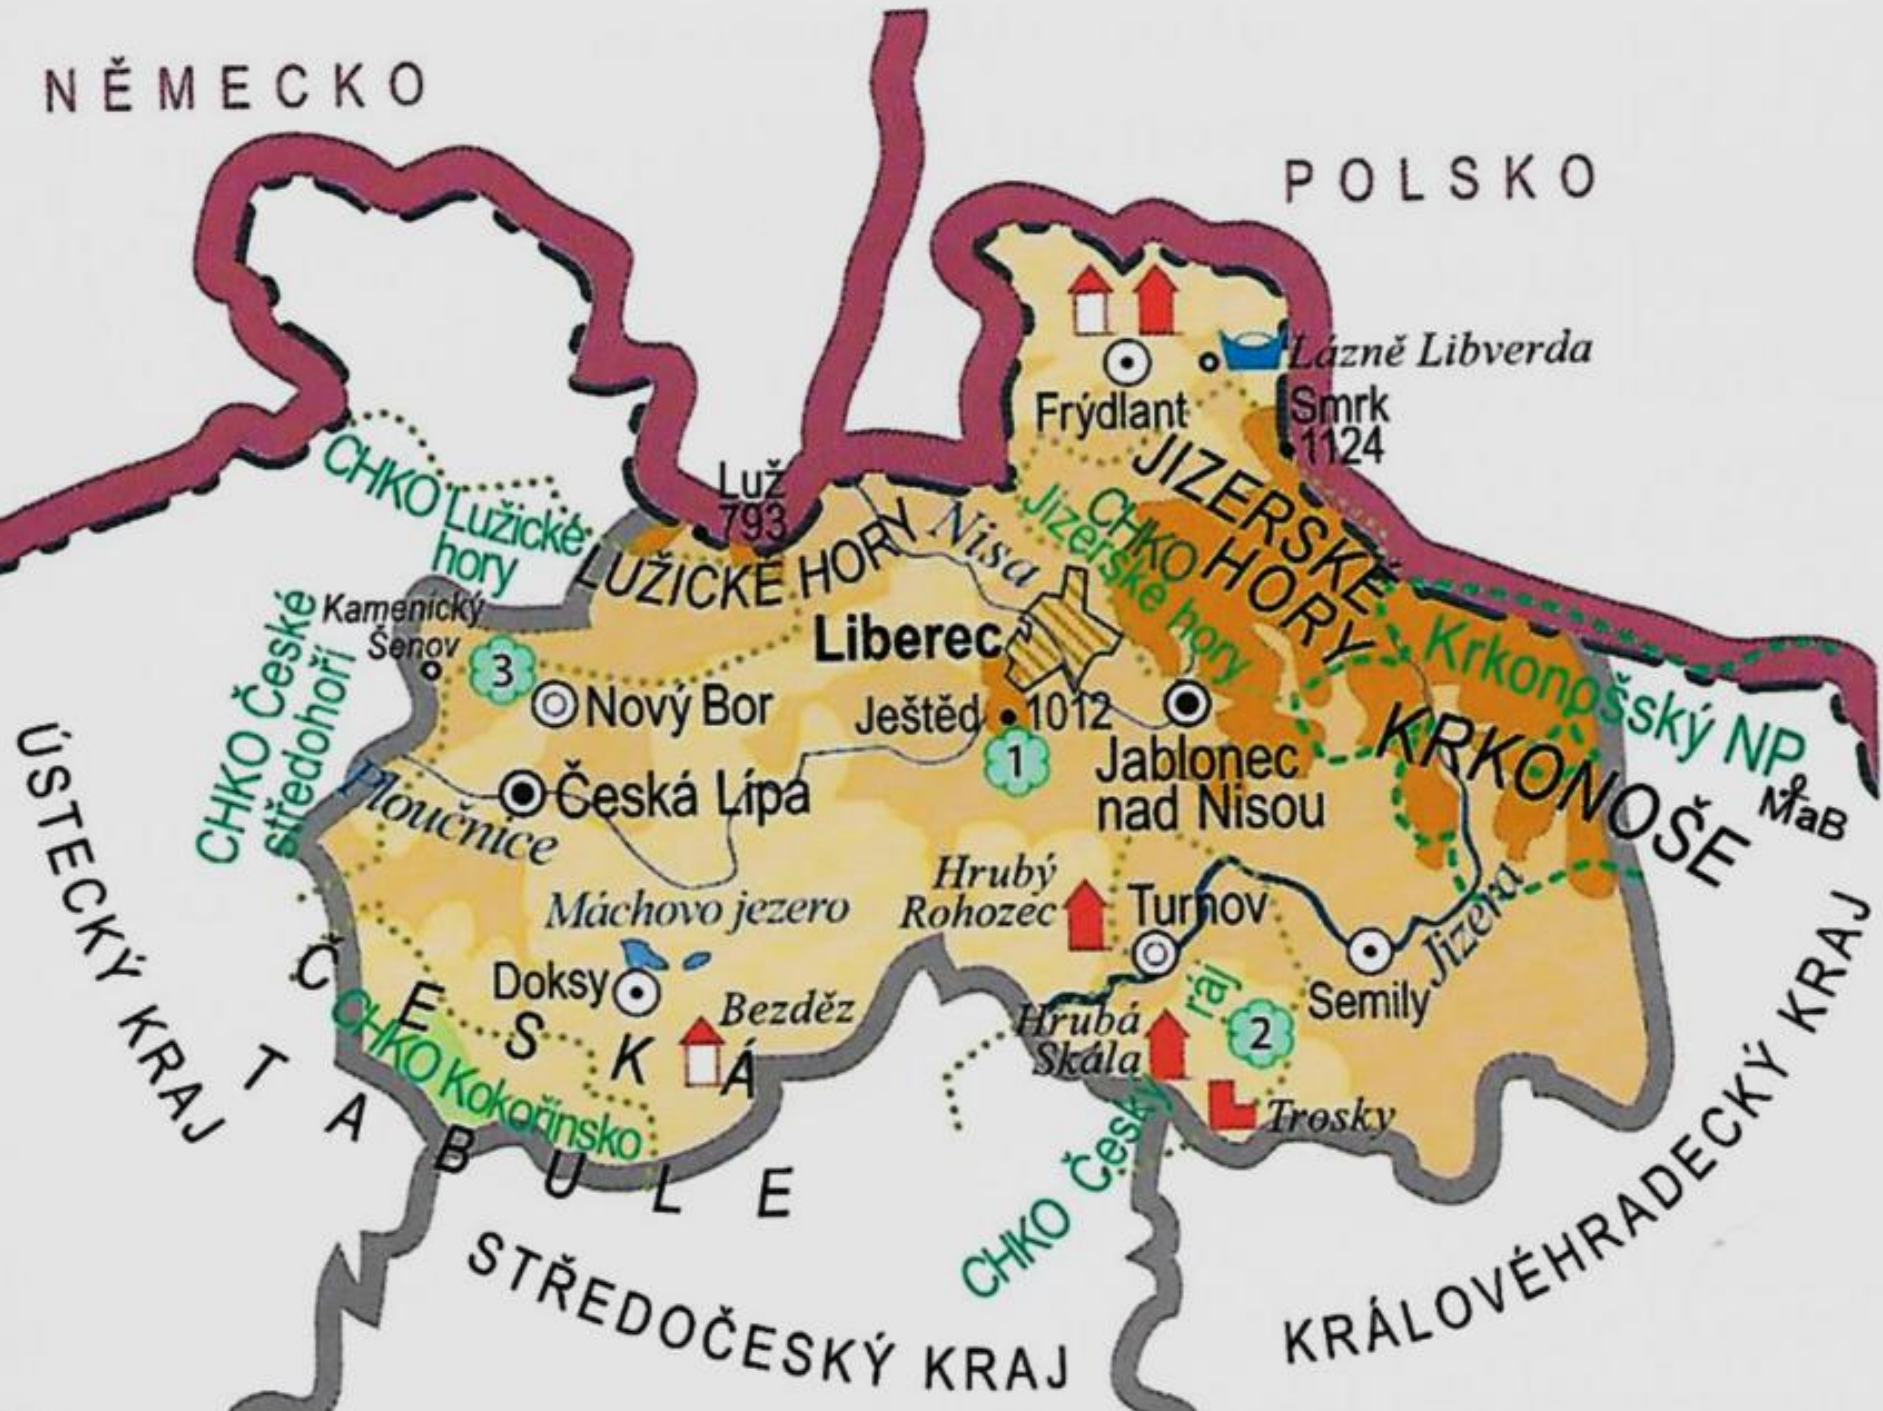 NĚMECKO
POLSKO
Lázně Libverda
Frýdlant
Smrk
1124
CHKO Lužické
hory
Luž
793
LUŽICKÉ HORY
Nisa
JIZERSKÉ
HORY
CHKO
Jizerské hory
Kamenický
Šenov
CHKO České
středohoří
3
Nový Bor
Liberec
Ještěd
1012
1
Krkonošský NP
KRKONOŠE
MaB
Jablonec
nad Nisou
Česká Lípa
Ploučnice
ÚSTECKÝ KRAJ
Máchovo jezero
Hrubý
Rohozec
Turnov
Jizera
Doksy
Semily
Bezděz
Hrubá
Skála
ráj
2
Trosky
ČESKÁ
TABULE
CHKO Kokořínsko
CHKO Český
STŘEDOČESKÝ KRAJ
KRÁLOVÉHRADECKÝ KRAJ